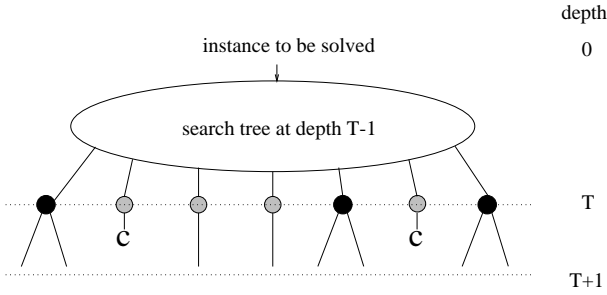 depth
instance to be solved 0
search tree at depth T-1
T
C C
T+1